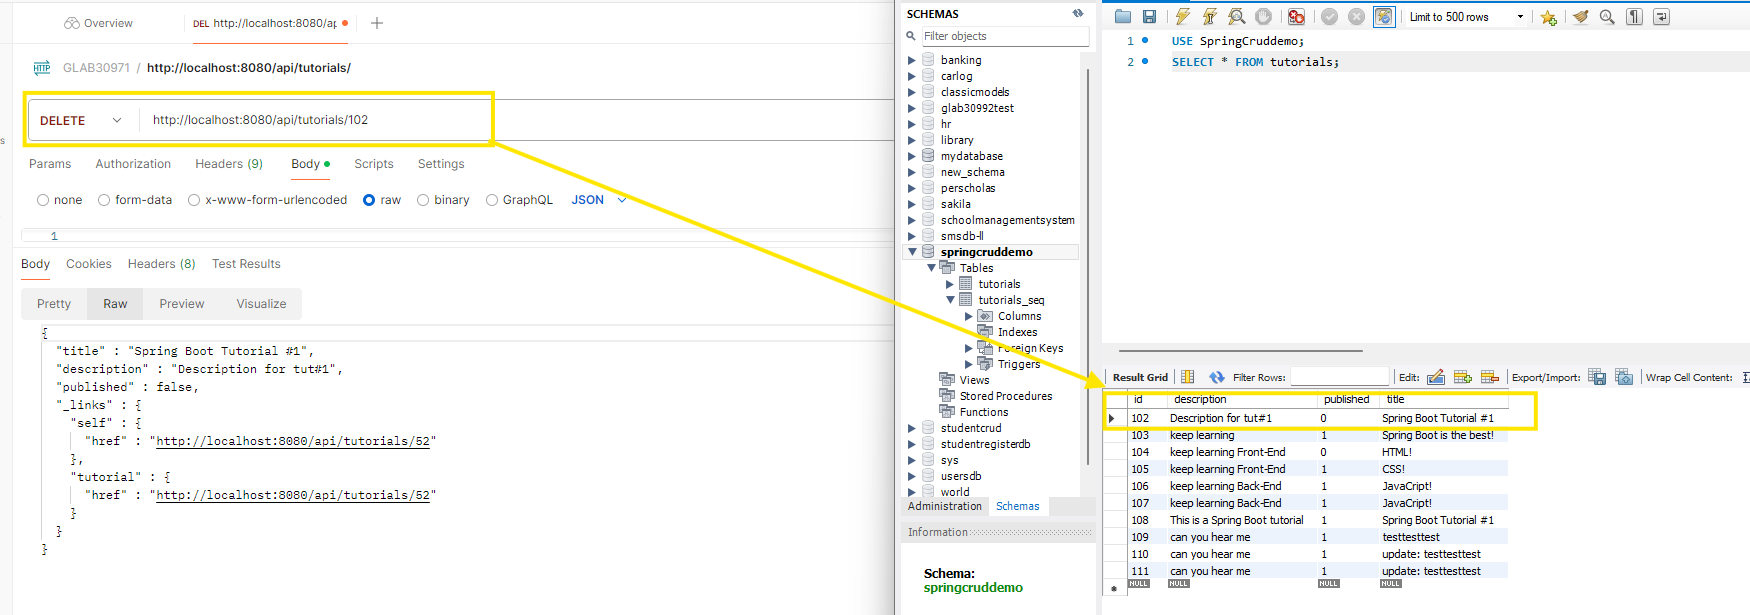 Overview
DEL http://localhost:8080/ap
GLAB30971 / http://localhost:8080/api/tutorials/
DELETE http://localhost:8080/api/tutorials/102
Params Authorization Headers (9) Body Scripts Settings
none form-data x-www-form-urlencoded raw binary GraphQL JSON
1
Body Cookies Headers (8) Test Results
Pretty Raw Preview Visualize
{
"title" : "Spring Boot Tutorial #1",
"description" : "Description for tut#1",
"published" : false,
"_links" : {
"self" : {
"href" : "http://localhost:8080/api/tutorials/52"
},
"tutorial" : {
"href" : "http://localhost:8080/api/tutorials/52"
}
}
}
SCHEMAS
Filter objects
banking
carlog
classicmodels
glab30992test
hr
library
mydatabase
new_schema
perscholas
sakila
schoolmanagementsystem
smsdb-ll
springcruddemo
Tables
tutorials
tutorials_seq
Columns
Indexes
Foreign Keys
Triggers
Views
Stored Procedures
Functions
studentcrud
studentregisterdb
sys
usersdb
world
Administration Schemas
Information
Schema:
springcruddemo
Limit to 500 rows
1 USE SpringCruddemo;
2 SELECT * FROM tutorials;
Result Grid Filter Rows: Edit: Export/Import: Wrap Cell Content:
id description published title
102 Description for tut#1 0 Spring Boot Tutorial #1
103 keep learning 1 Spring Boot is the best!
104 keep learning Front-End 0 HTML!
105 keep learning Front-End 1 CSS!
106 keep learning Back-End 1 JavaCript!
107 keep learning Back-End 1 JavaCript!
108 This is a Spring Boot tutorial 1 Spring Boot Tutorial #1
109 can you hear me 1 testtesttest
110 can you hear me 1 update: testtesttest
111 can you hear me 1 update: testtesttest
NULL NULL NULL NULL